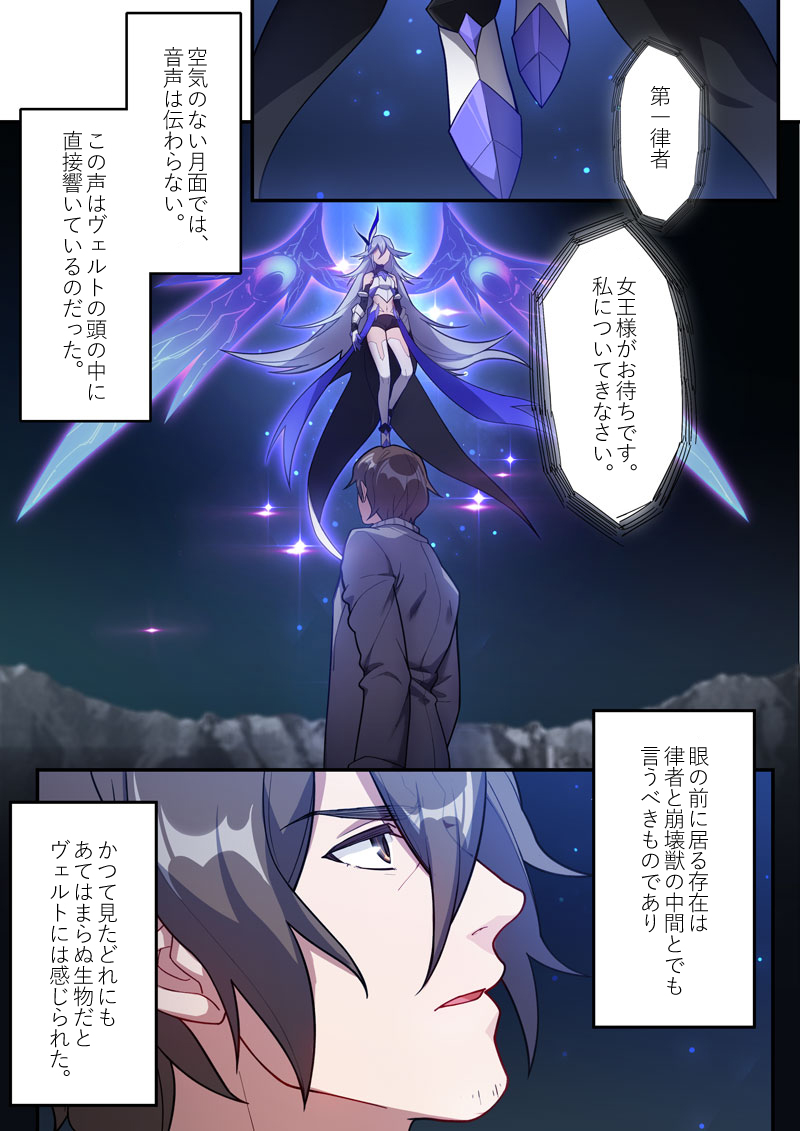 第一律者
空気のない月面では、
音声は伝わらない。
この声はヴェルトの頭の中に
直接響いているのだった。
女王様がお待ちです。
私についてきなさい。
眼の前に居る存在は
律者と崩壊獣の中間とでも
言うべきものであり
かつて見たどれにも
あてはまらぬ生物だと
ヴェルトには感じられた。